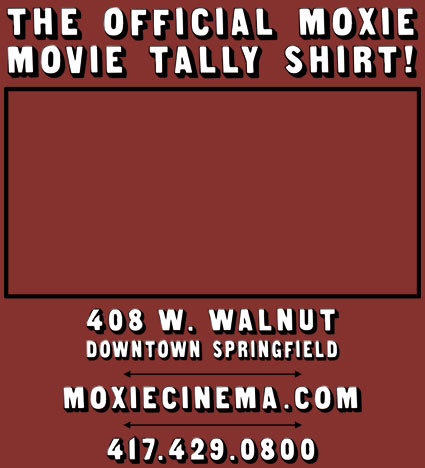 THE OFFICIAL MOXIE
MOVIE TALLY SHIRT!
408 W. WALNUT
DOWNTOWN SPRINGFIELD
MOXIECINEMA.COM
417.429.0800